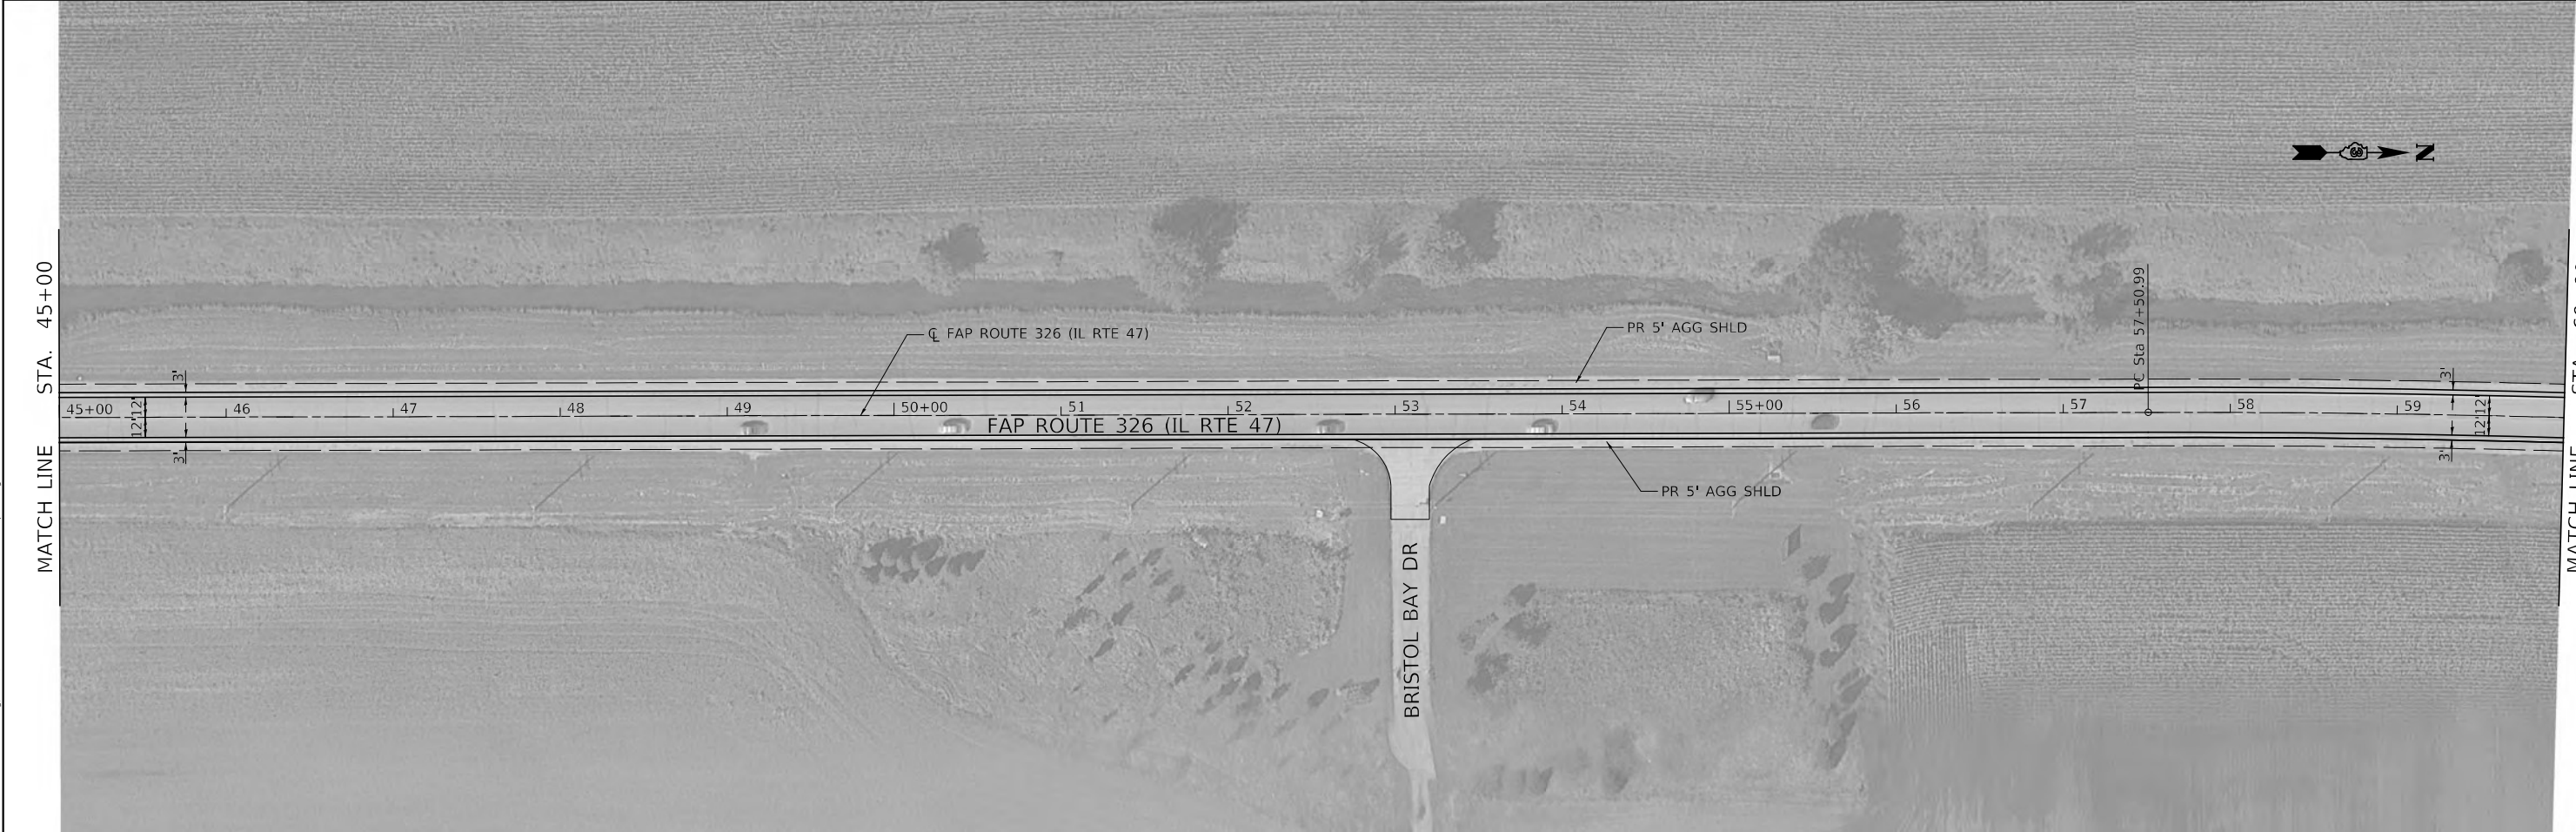 N
STA. 45+00
MATCH LINE
PC Sta 57+50.99
℄ FAP ROUTE 326 (IL RTE 47)
PR 5' AGG SHLD
3'
3'
45+00 46 47 48 49 50+00 51 52 53 54 55+00 56 57 58 59
12' 12'
12' 12'
FAP ROUTE 326 (IL RTE 47)
3'
3'
PR 5' AGG SHLD
BRISTOL BAY DR
MATCH LINE
STA.